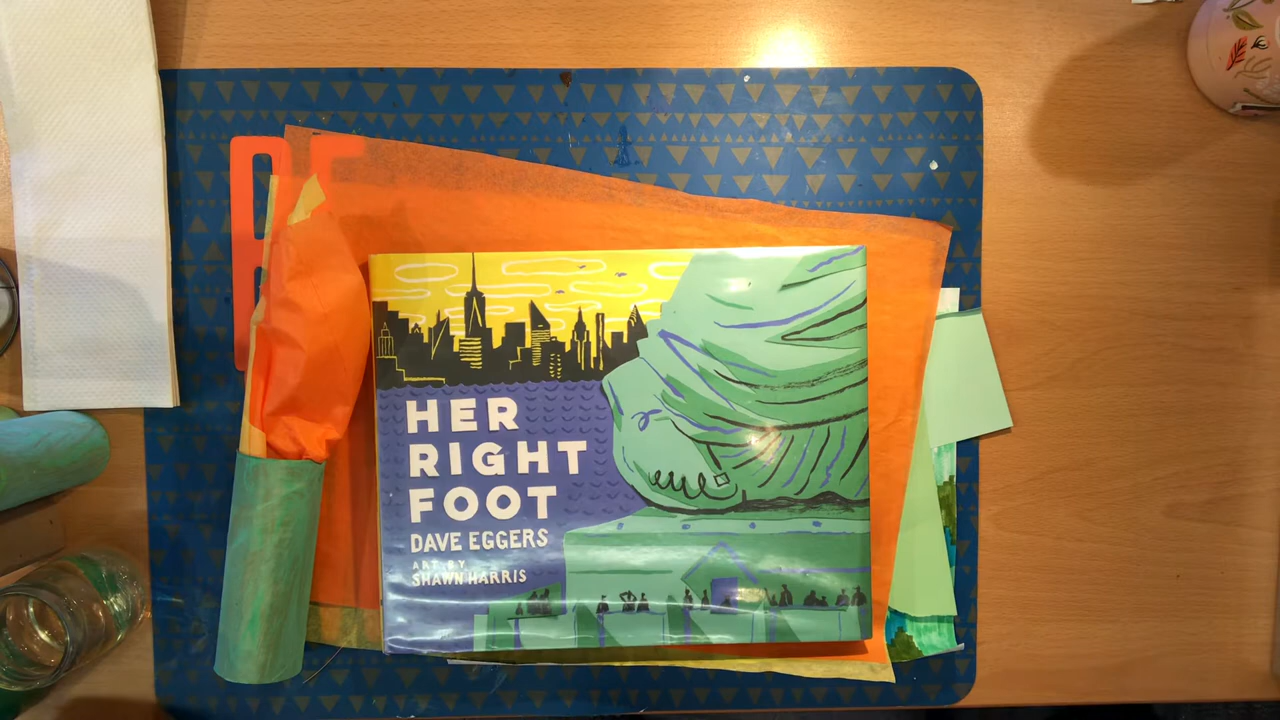 HER
RIGHT
FOOT
DAVE EGGERS
ART BY
SHAWN HARRIS